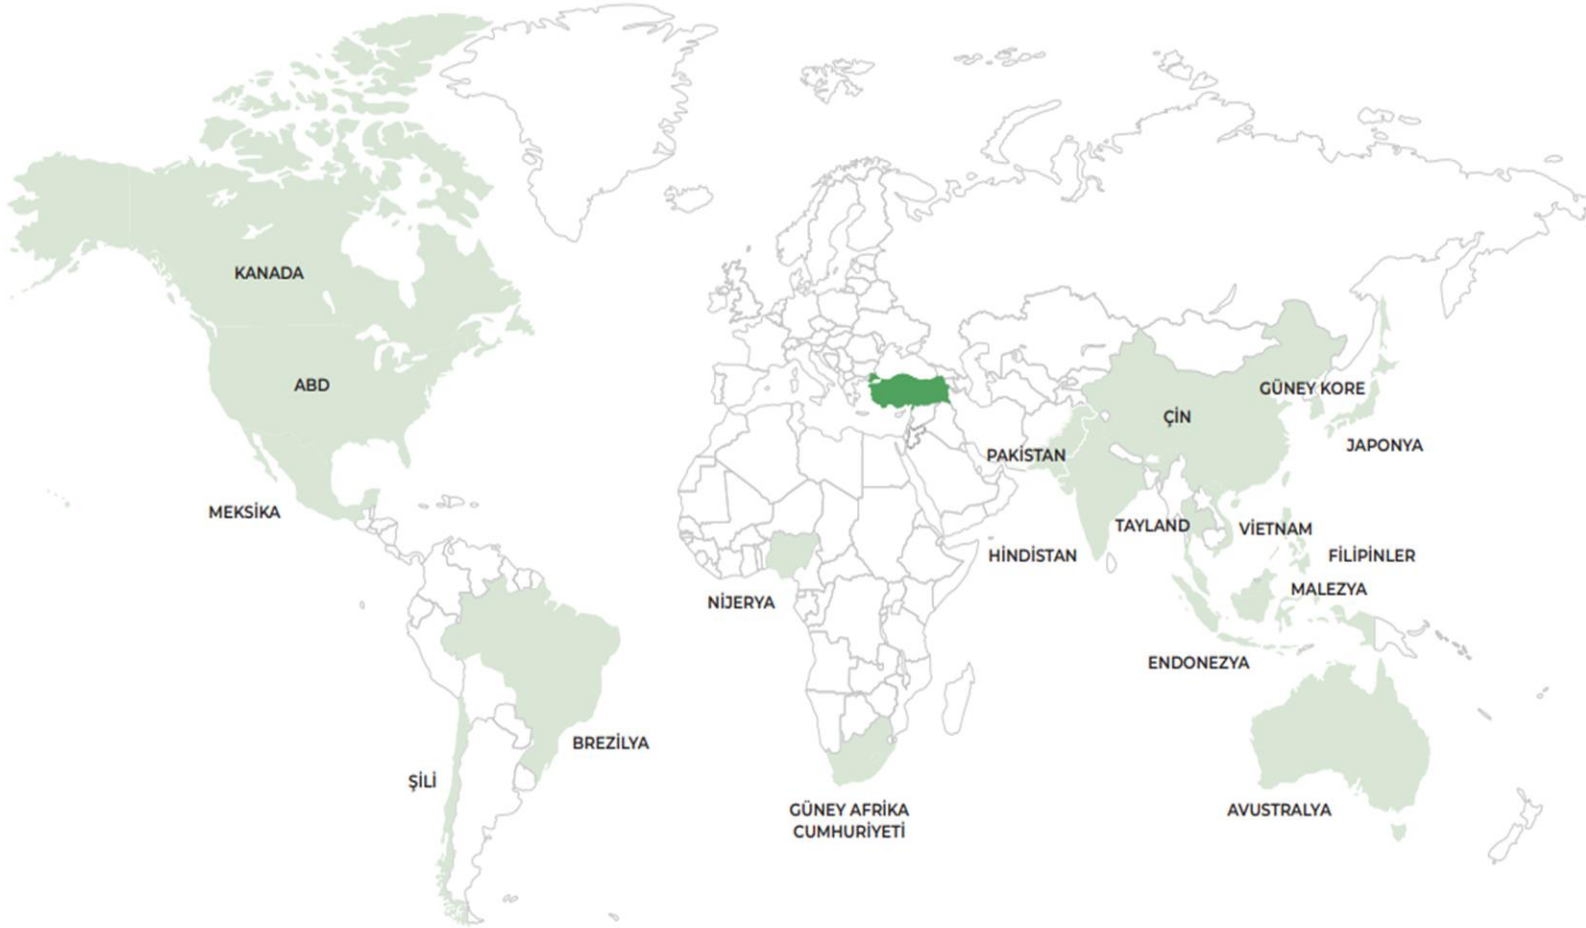 KANADA
ABD
GÜNEY KORE
ÇİN
JAPONYA
PAKİSTAN
MEKSİKA
TAYLAND
VİETNAM
HİNDİSTAN
FİLİPİNLER
MALEZYA
NİJERYA
ENDONEZYA
BREZİLYA
ŞİLİ
GÜNEY AFRİKA
CUMHURİYETİ
AVUSTRALYA